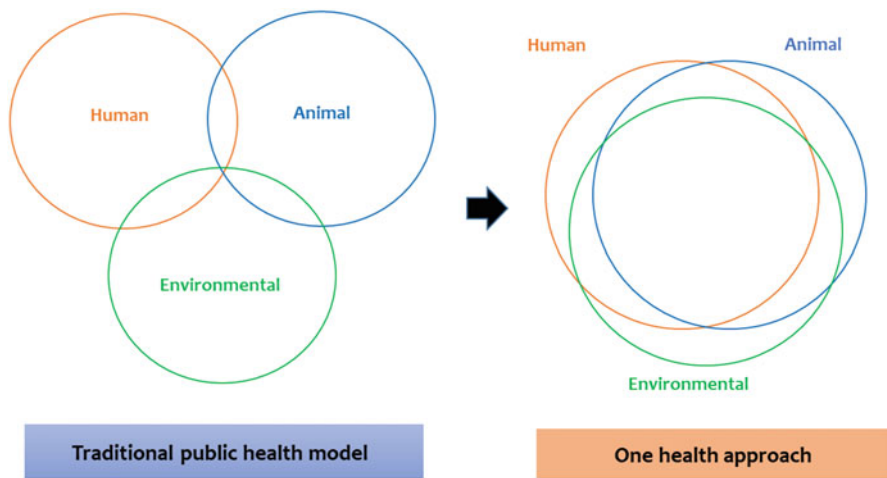 Human
Animal
Environmental
Traditional public health model
Human
Animal
Environmental
One health approach